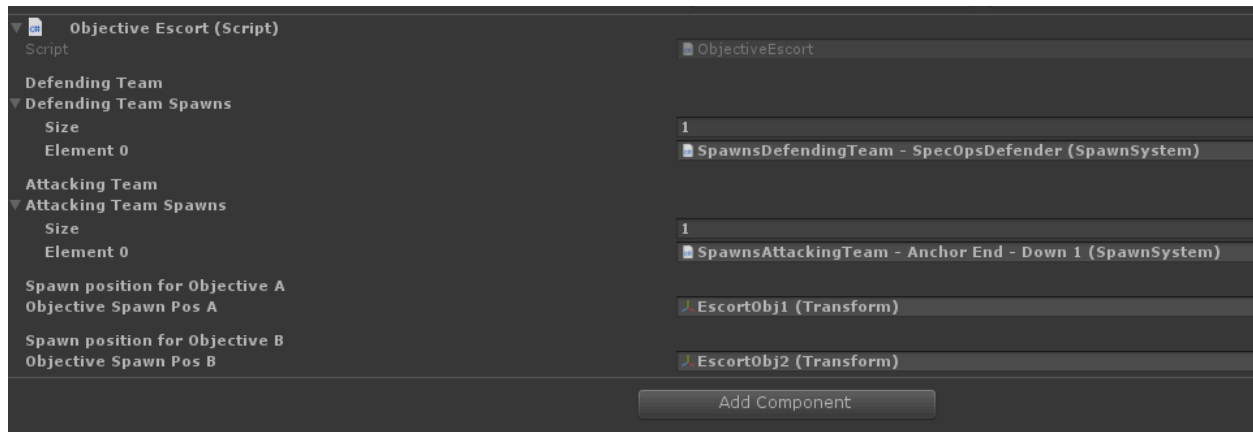 Objective Escort (Script)
Script ObjectiveEscort
Defending Team
Defending Team Spawns
Size 1
Element 0 SpawnsDefendingTeam - SpecOpsDefender (SpawnSystem)
Attacking Team
Attacking Team Spawns
Size 1
Element 0 SpawnsAttackingTeam - Anchor End - Down 1 (SpawnSystem)
Spawn position for Objective A
Objective Spawn Pos A EscortObj1 (Transform)
Spawn position for Objective B
Objective Spawn Pos B EscortObj2 (Transform)
Add Component